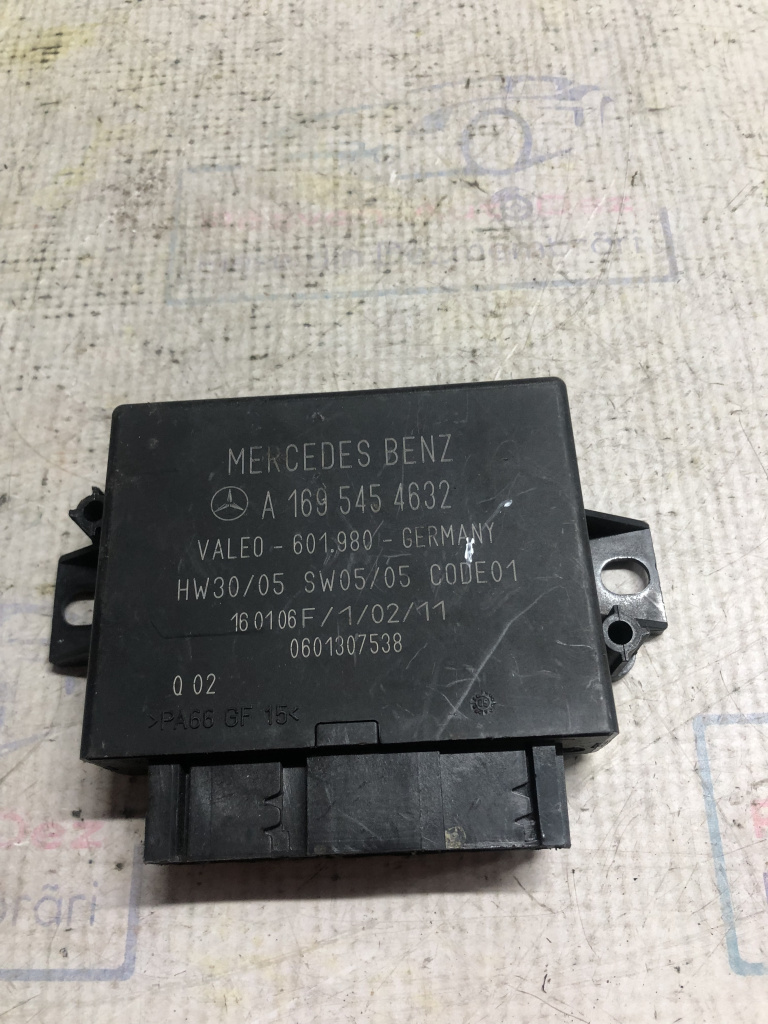 MERCEDES BENZ
A 169 545 4632
VALEO - 601.980 - GERMANY
HW30/05 SW05/05 CODE01
160106F/1/02/11
0601307538
Q 02
>PA66 GF 15<